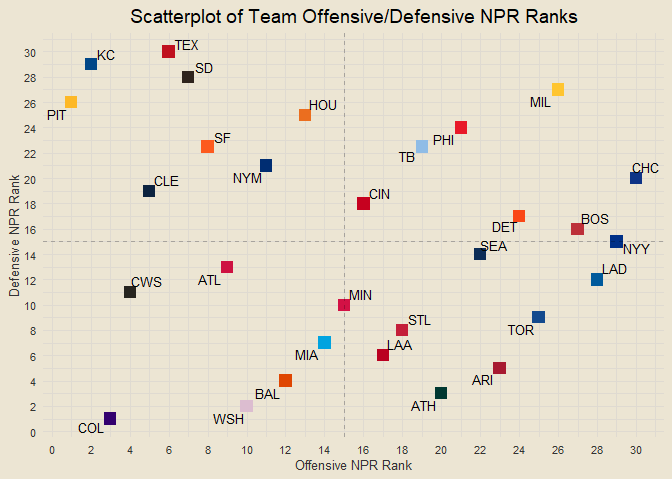 Scatterplot of Team Offensive/Defensive NPR Ranks
Defensive NPR Rank
30
28
26
24
22
20
18
16
14
12
10
8
6
4
2
0
TEX
KC
SD
MIL
PIT
HOU
PHI
SF
TB
CHC
NYM
CLE
CIN
BOS
DET
NYY
SEA
LAD
ATL
CWS
MIN
STL
TOR
LAA
MIA
ARI
BAL
ATH
WSH
COL
0 2 4 6 8 10 12 14 16 18 20 22 24 26 28 30
Offensive NPR Rank